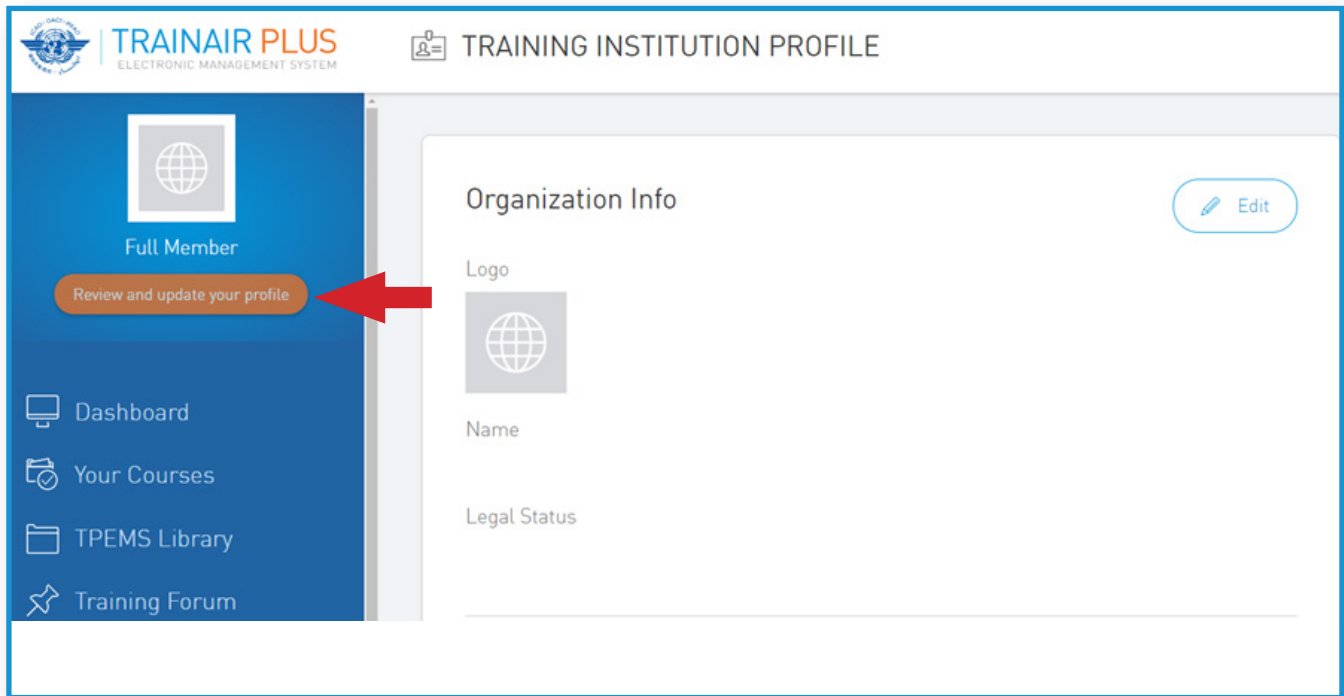 TRAINAIR PLUS
ELECTRONIC MANAGEMENT SYSTEM
TRAINING INSTITUTION PROFILE
Full Member
Review and update your profile
Dashboard
Your Courses
TPEMS Library
Training Forum
Organization Info
Edit
Logo
Name
Legal Status